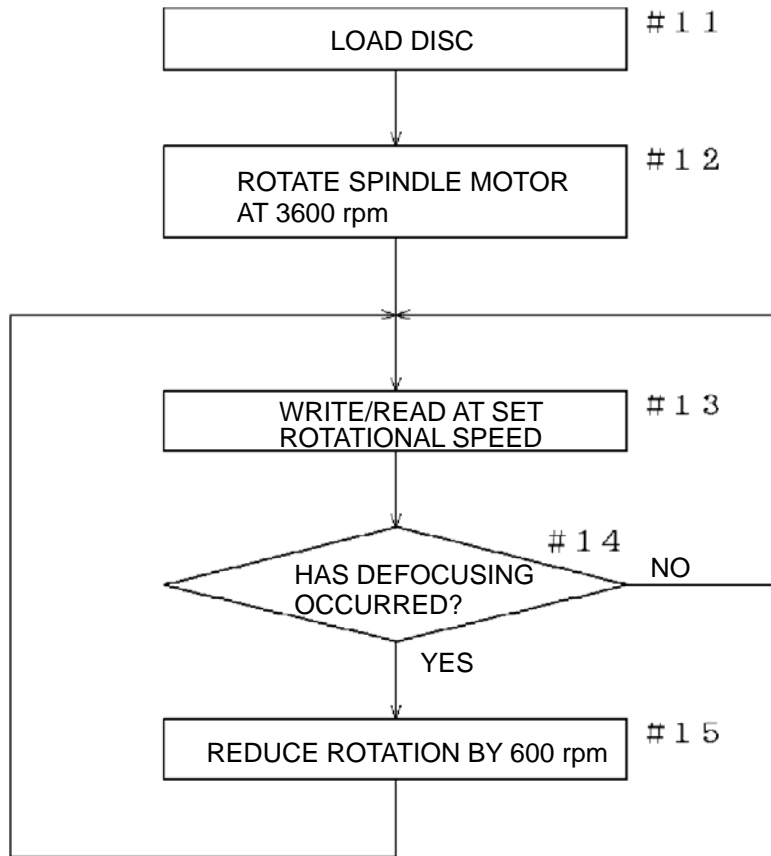 LOAD DISC
#11
ROTATE SPINDLE MOTOR
AT 3600 rpm
#12
WRITE/READ AT SET
ROTATIONAL SPEED
#13
#14
HAS DEFOCUSING
OCCURRED?
NO
YES
REDUCE ROTATION BY 600 rpm
#15